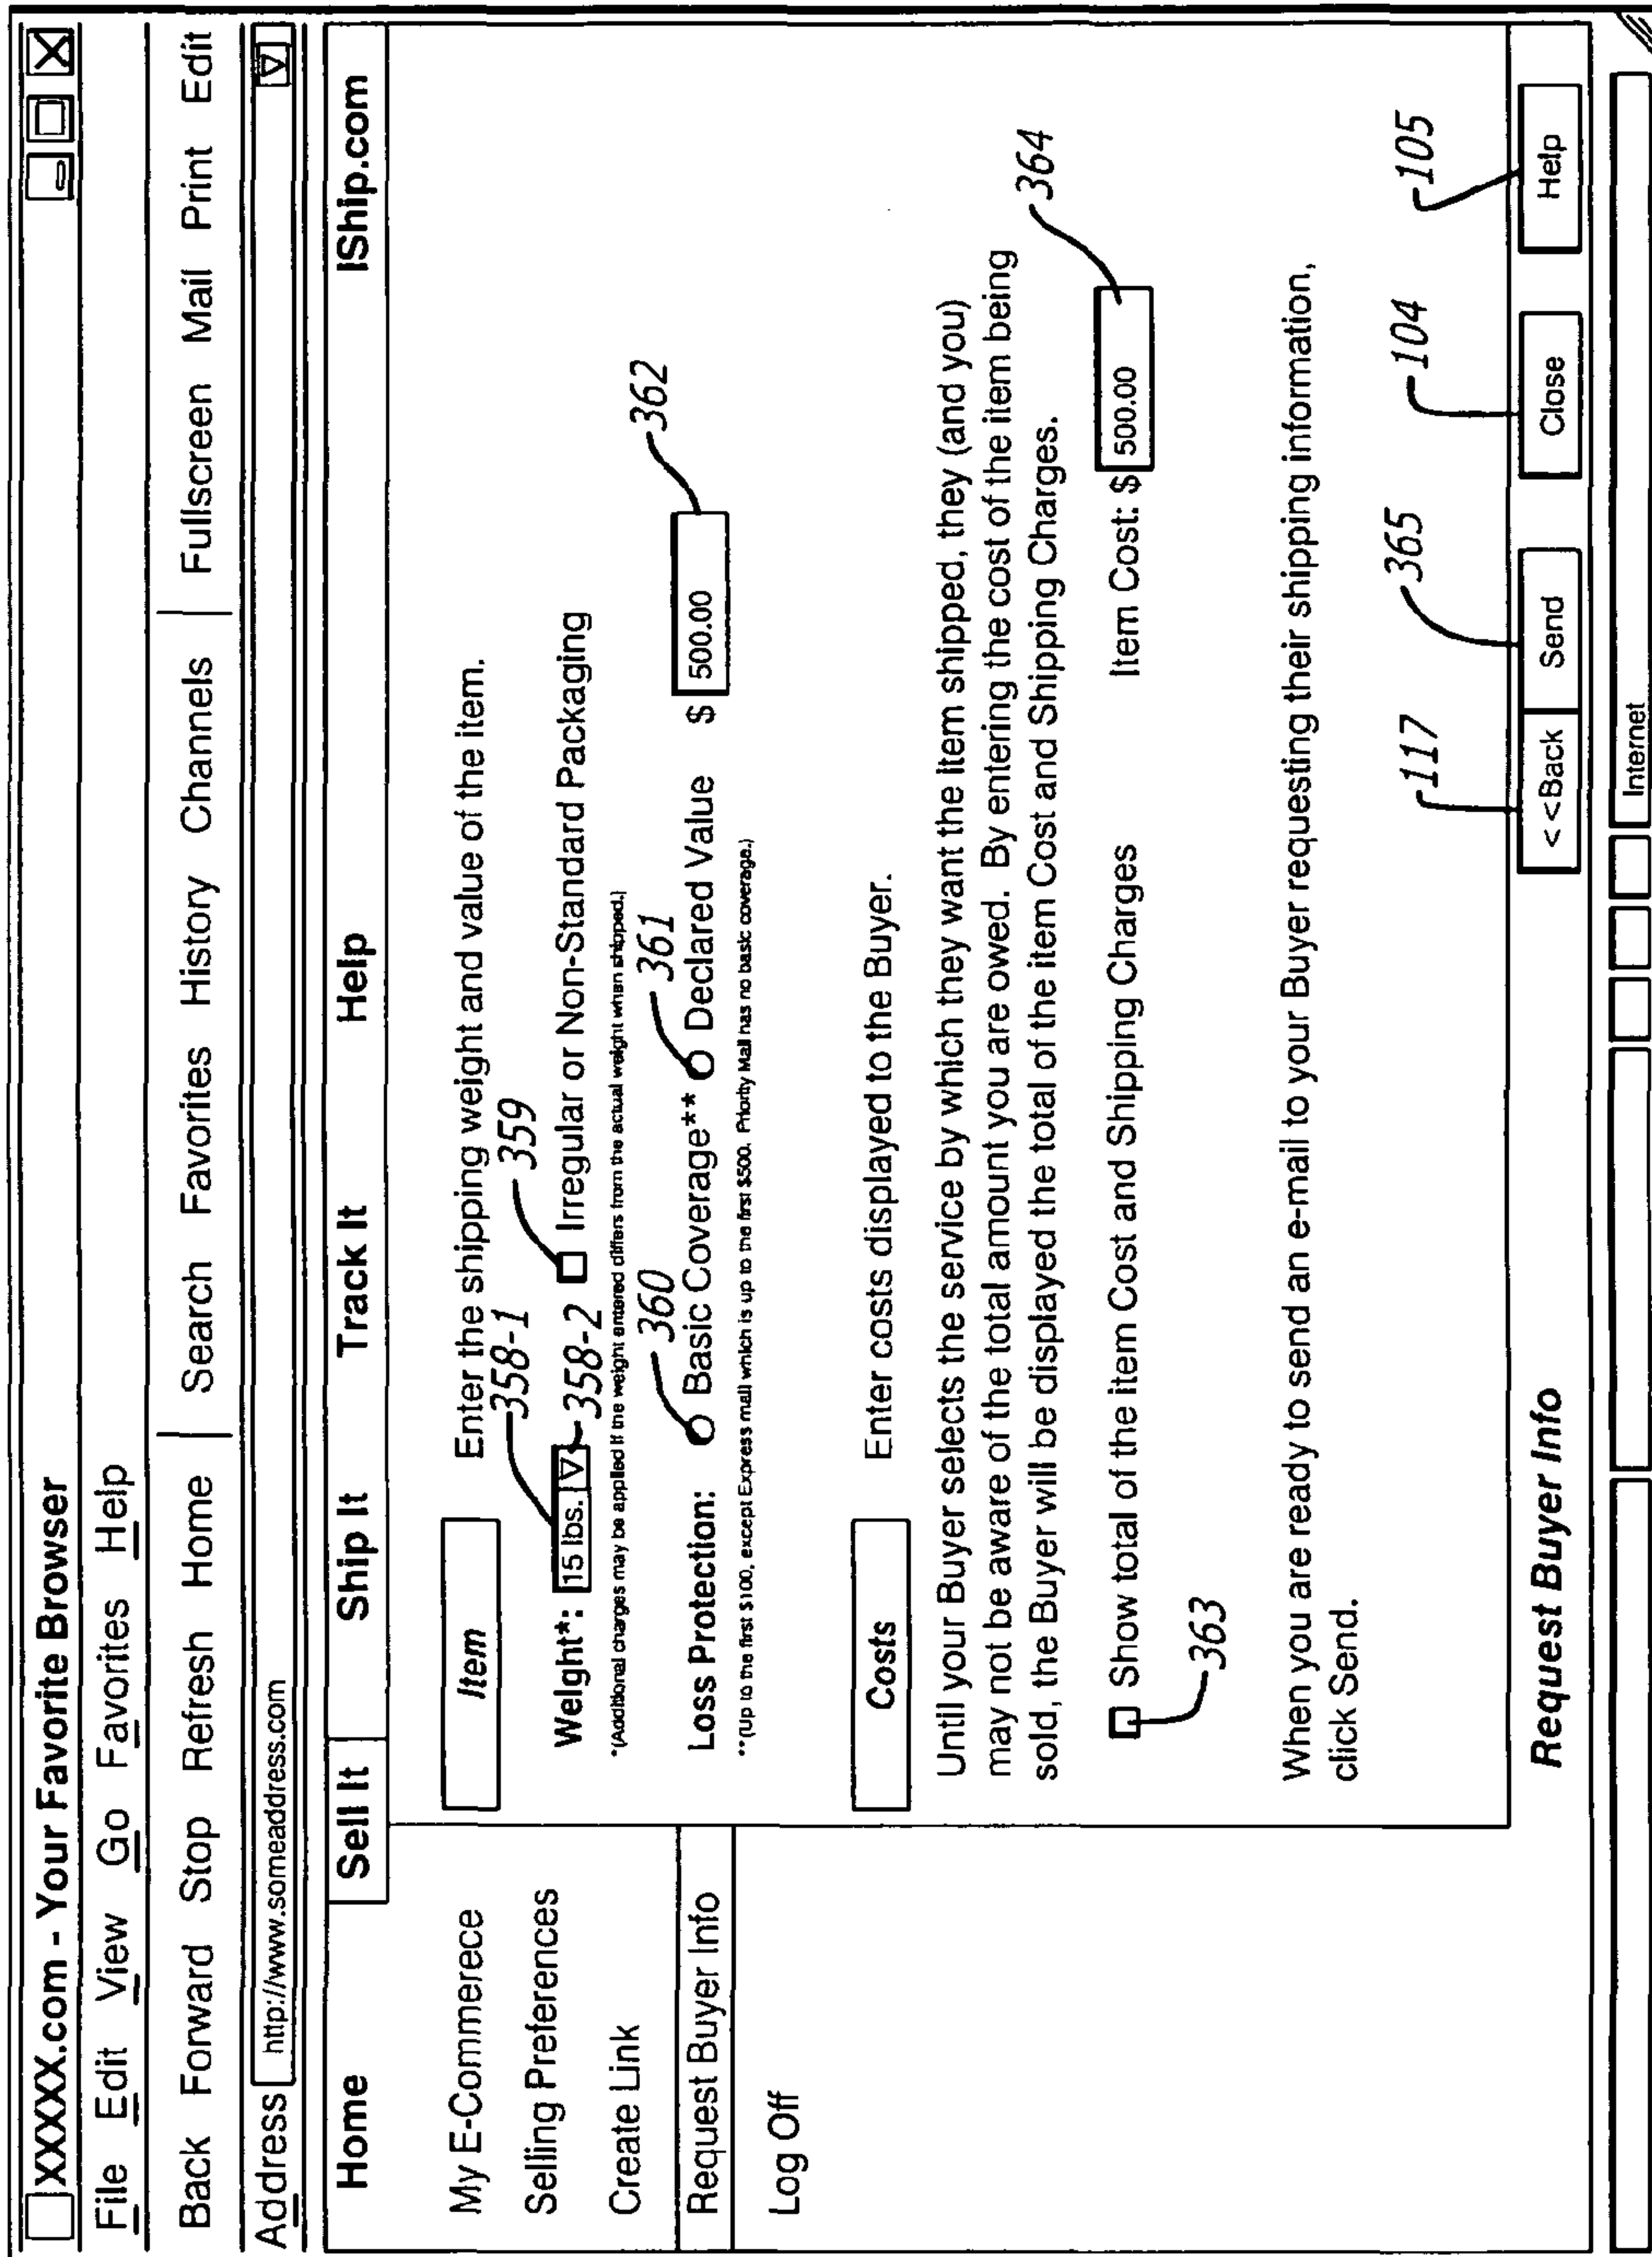 XXXXX.com - Your Favorite Browser
File Edit View Go Favorites Help
Back Forward Stop Refresh Home Search Favorites History Channels Fullscreen Mail Print Edit
Address http://www.someaddress.com
Home Sell It Ship It Track It Help IShip.com
My E-Commerece
Selling Preferences
Create Link
Request Buyer Info
Log Off
Item Enter the shipping weight and value of the item.
358-1 359
Weight*: 15 lbs. 358-2 Irregular or Non-Standard Packaging
*(Additional charges may be applied if the weight entered differs from the actual weight when shipped.)
360 361 362
Loss Protection: Basic Coverage** Declared Value $ 500.00
**(Up to the first $100, except Express mail which is up to the first $500. Priority Mail has no basic coverage.)
Costs Enter costs displayed to the Buyer.
Until your Buyer selects the service by which they want the item shipped, they (and you)
may not be aware of the total amount you are owed. By entering the cost of the item being
sold, the Buyer will be displayed the total of the item Cost and Shipping Charges.
364
Show total of the item Cost and Shipping Charges Item Cost: $ 500.00
363
When you are ready to send an e-mail to your Buyer requesting their shipping information,
click Send.
117 365 104 105
Request Buyer Info <<Back Send Close Help
Internet